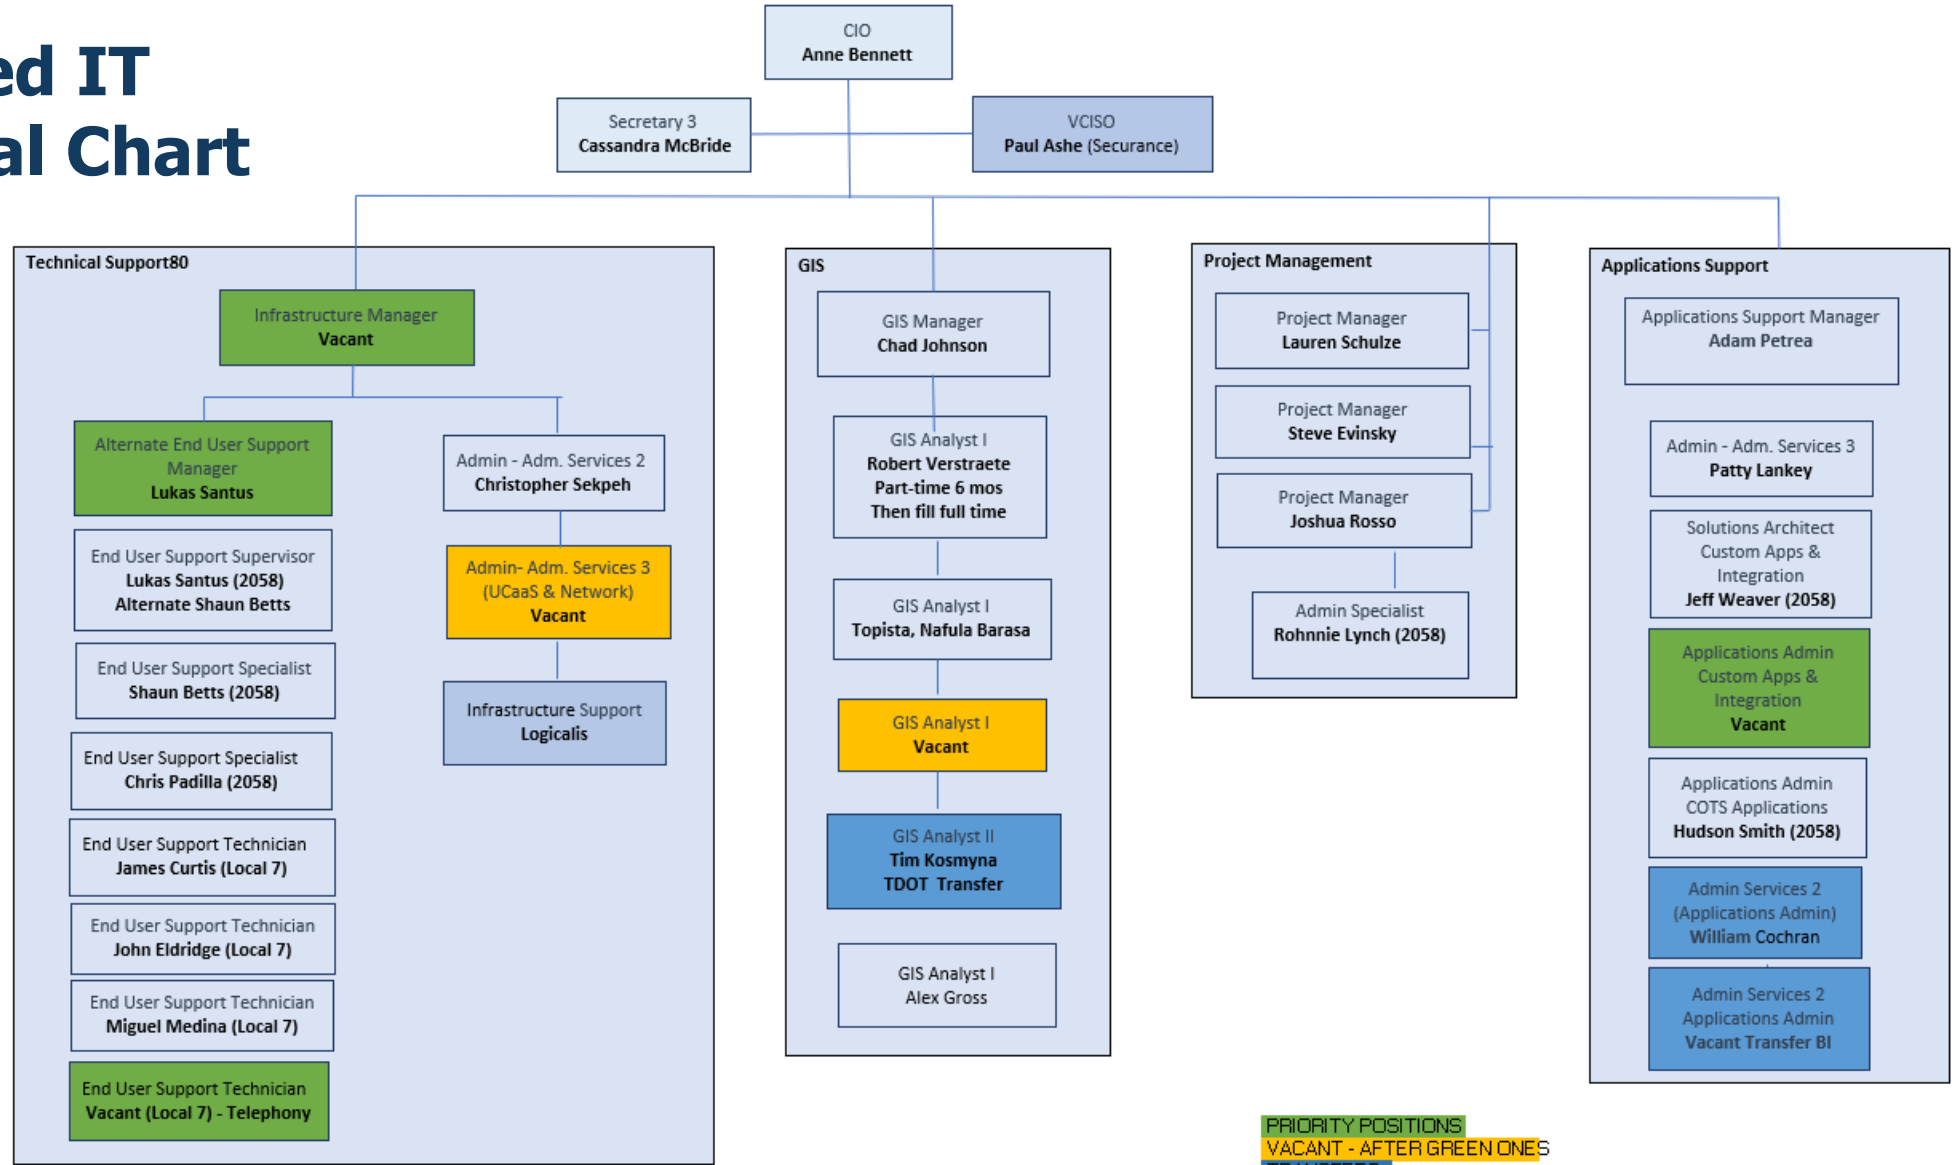 ed IT
al Chart
CIO
Anne Bennett
Secretary 3
Cassandra McBride
VCISO
Paul Ashe (Securance)
Technical Support80
Infrastructure Manager
Vacant
Alternate End User Support
Manager
Lukas Santus
End User Support Supervisor
Lukas Santus (2058)
Alternate Shaun Betts
End User Support Specialist
Shaun Betts (2058)
End User Support Specialist
Chris Padilla (2058)
End User Support Technician
James Curtis (Local 7)
End User Support Technician
John Eldridge (Local 7)
End User Support Technician
Miguel Medina (Local 7)
End User Support Technician
Vacant (Local 7) - Telephony
Admin - Adm. Services 2
Christopher Sekpeh
Admin- Adm. Services 3
(UCaaS & Network)
Vacant
Infrastructure Support
Logicalis
GIS
GIS Manager
Chad Johnson
GIS Analyst I
Robert Verstraete
Part-time 6 mos
Then fill full time
GIS Analyst I
Topista, Nafula Barasa
GIS Analyst I
Vacant
GIS Analyst II
Tim Kosmyna
TDOT Transfer
GIS Analyst I
Alex Gross
Project Management
Project Manager
Lauren Schulze
Project Manager
Steve Evinsky
Project Manager
Joshua Rosso
Admin Specialist
Rohnnie Lynch (2058)
Applications Support
Applications Support Manager
Adam Petrea
Admin - Adm. Services 3
Patty Lankey
Solutions Architect
Custom Apps &
Integration
Jeff Weaver (2058)
Applications Admin
Custom Apps &
Integration
Vacant
Applications Admin
COTS Applications
Hudson Smith (2058)
Admin Services 2
(Applications Admin)
William Cochran
Admin Services 2
Applications Admin
Vacant Transfer BI
PRIORITY POSITIONS
VACANT - AFTER GREEN ONES